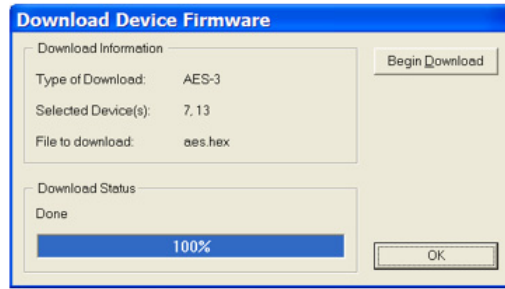 Download Device Firmware
Download Information
Begin Download
Type of Download: AES-3
Selected Device(s): 7, 13
File to download: aes.hex
Download Status
Done
100%
OK